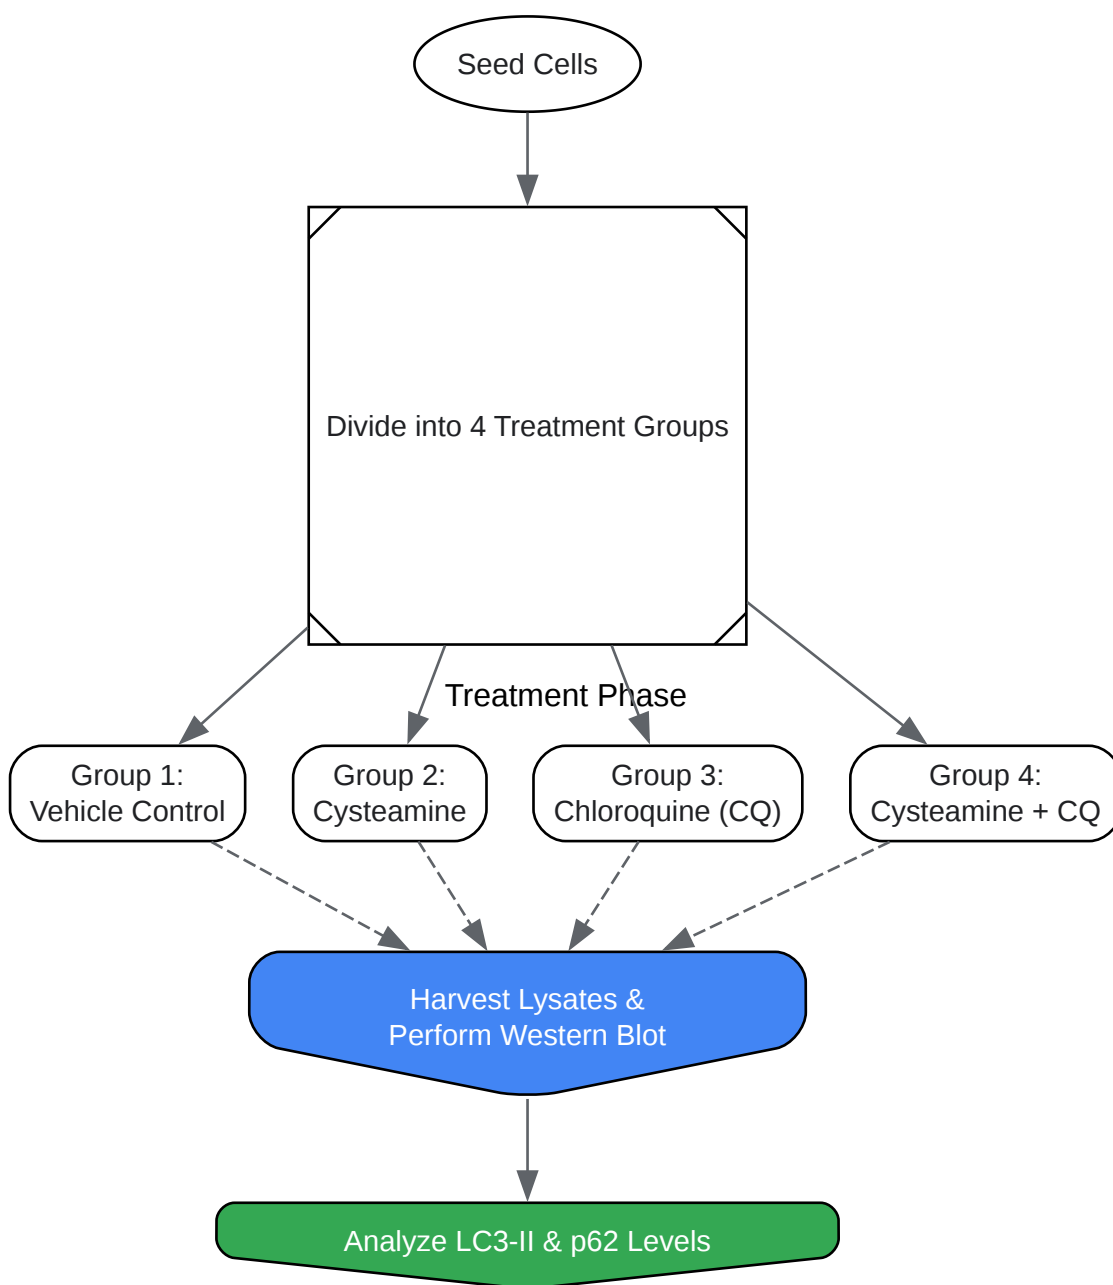 Seed Cells
Divide into 4 Treatment Groups
Treatment Phase
Group 1:
Vehicle Control
Group 2:
Cysteamine
Group 3:
Chloroquine (CQ)
Group 4:
Cysteamine + CQ
Harvest Lysates &
Perform Western Blot
Analyze LC3-II & p62 Levels